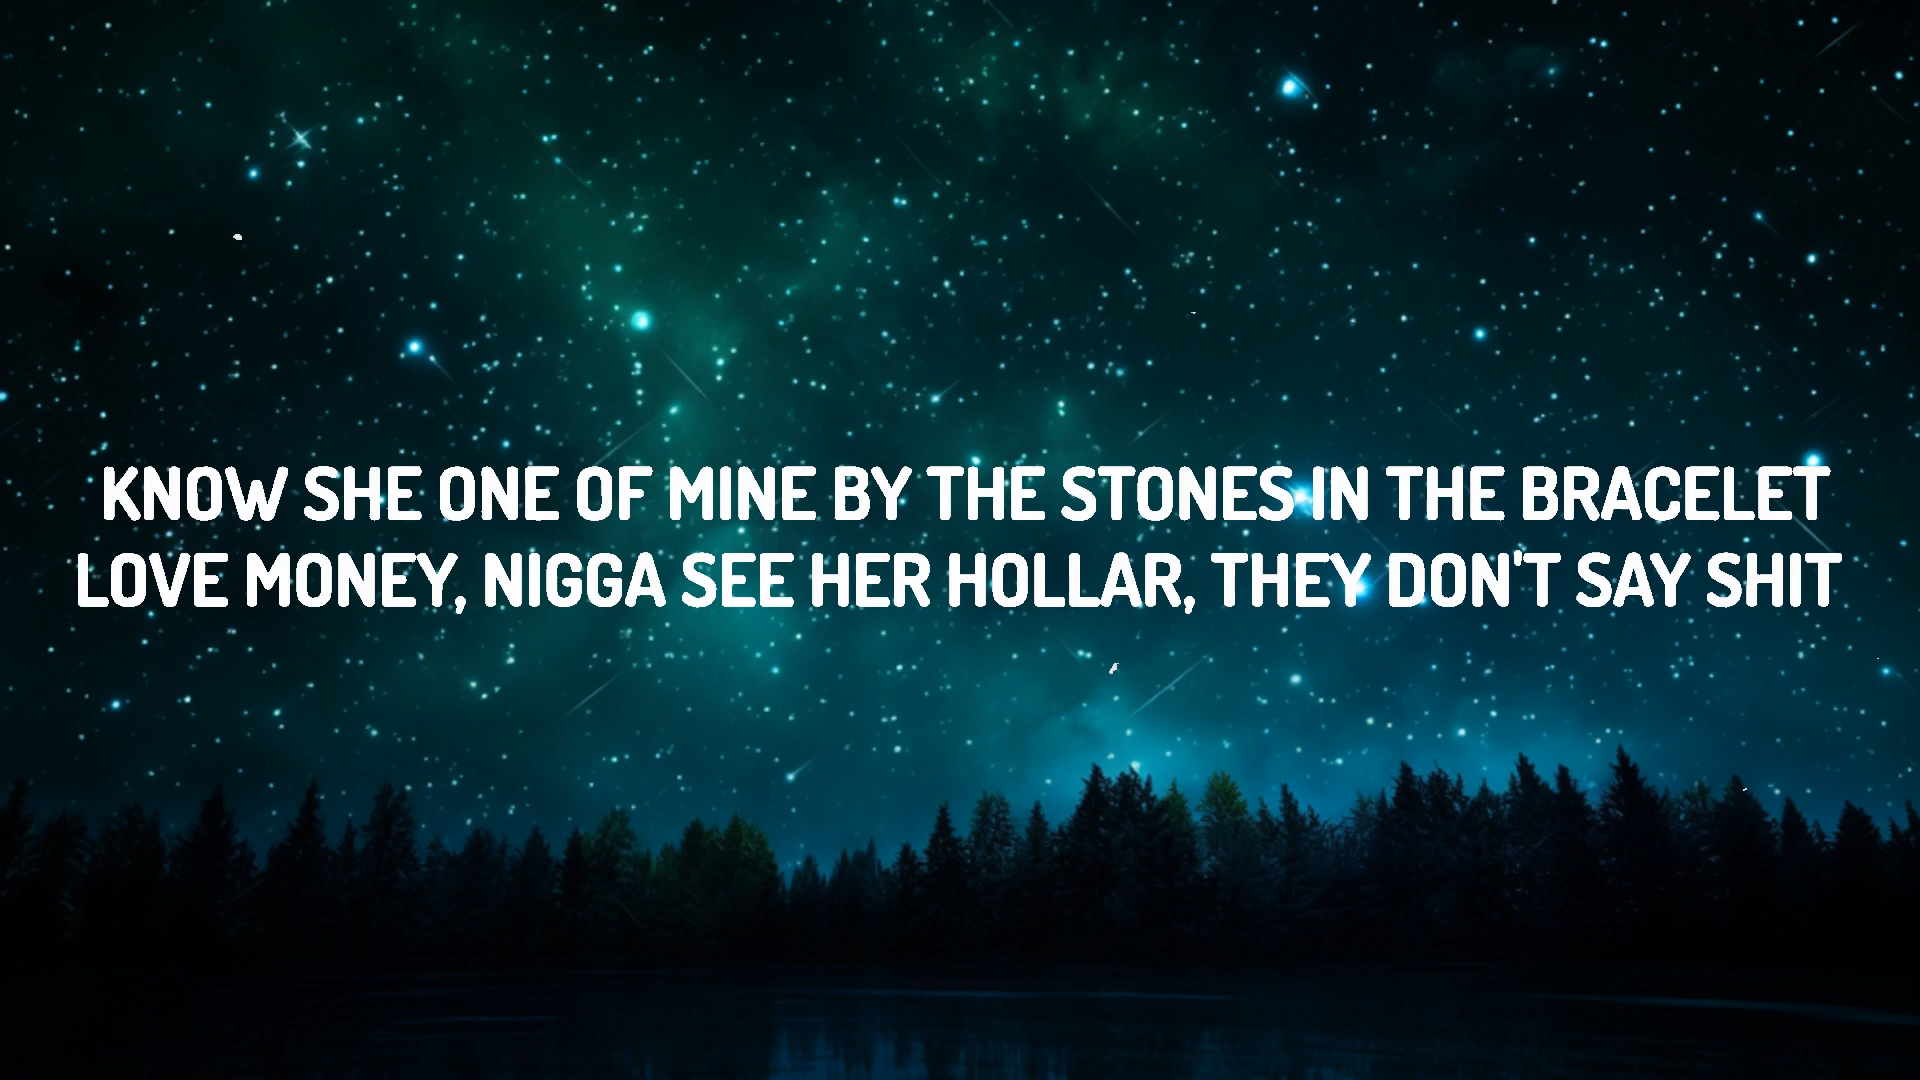 KNOW SHE ONE OF MINE BY THE STONES IN THE BRACELET
LOVE MONEY, NIGGA SEE HER HOLLAR, THEY DON'T SAY SHIT